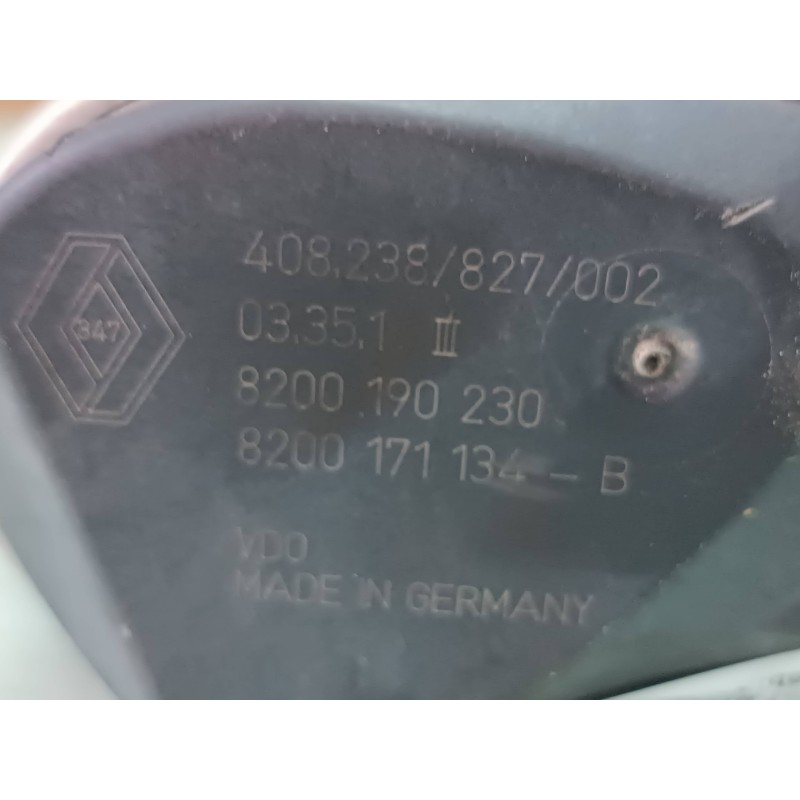 408.238/827/002
347
03.35.1 III
8200 190 230
8200 171 134 - B
VDO
MADE IN GERMANY